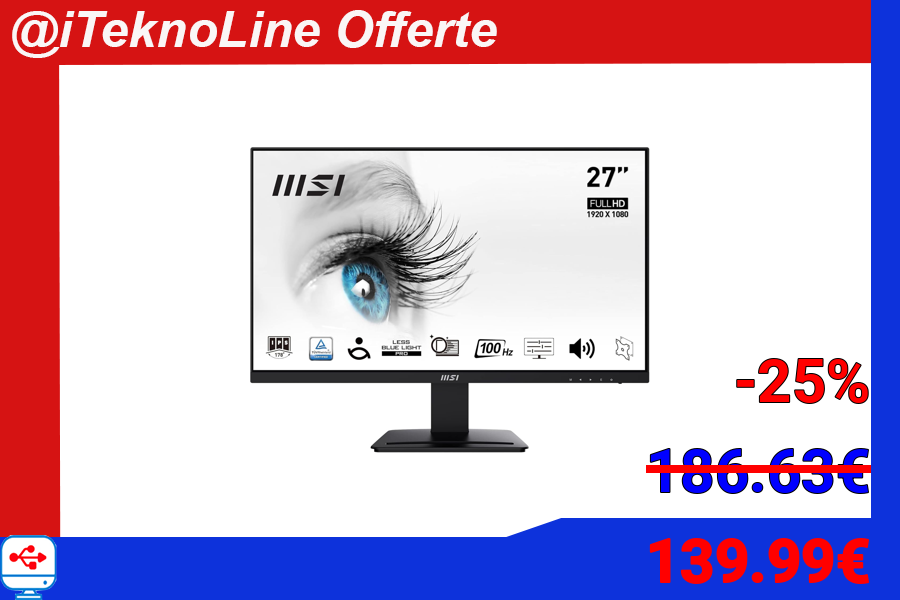 @iTeknoLine Offerte
msi
27”
FULL HD
1920 X 1080
178°
LESS
BLUE LIGHT
PRO
100Hz
msi
-25%
186.63€
139.99€